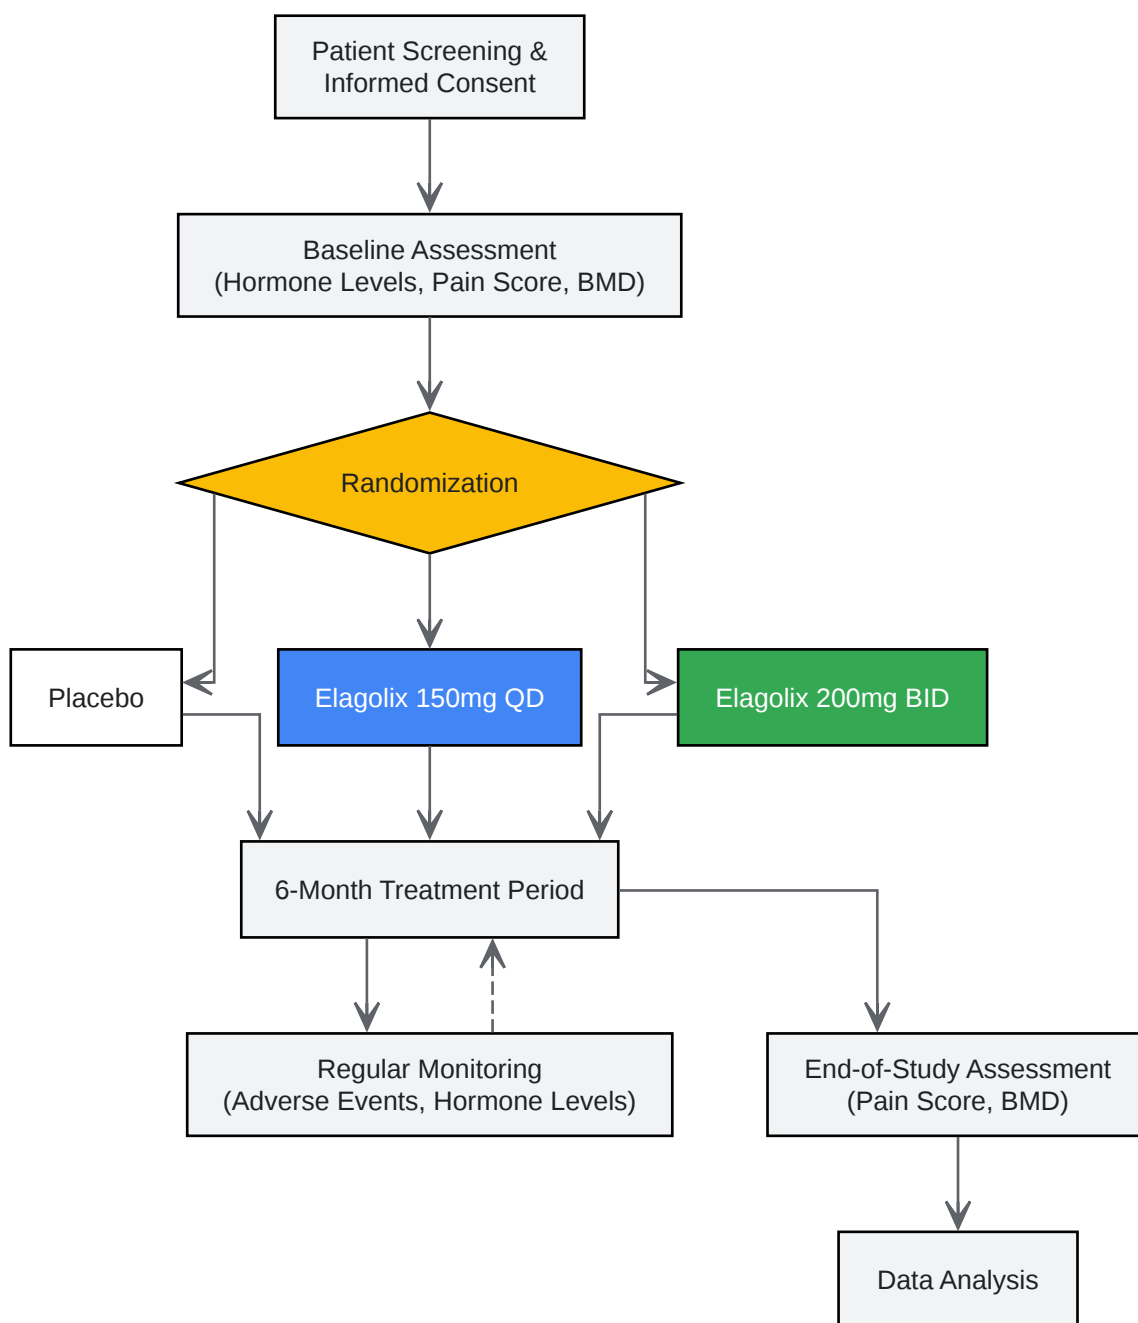 Patient Screening &
Informed Consent
Baseline Assessment
(Hormone Levels, Pain Score, BMD)
Randomization
Placebo
Elagolix 150mg QD
Elagolix 200mg BID
6-Month Treatment Period
Regular Monitoring
(Adverse Events, Hormone Levels)
End-of-Study Assessment
(Pain Score, BMD)
Data Analysis